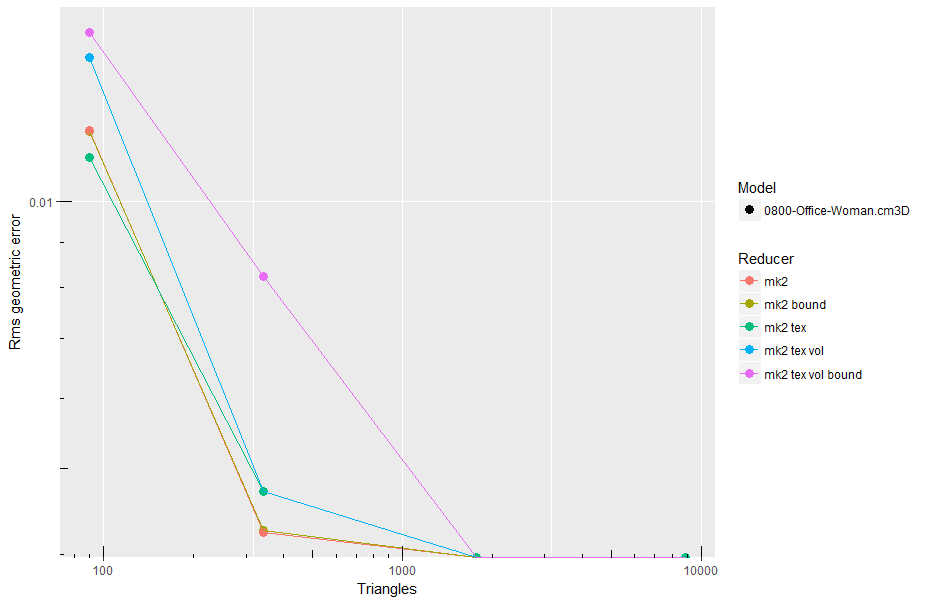 0.01
Rms geometric error
100
1000
10000
Triangles
Model
0800-Office-Woman.cm3D
Reducer
mk2
mk2 bound
mk2 tex
mk2 tex vol
mk2 tex vol bound